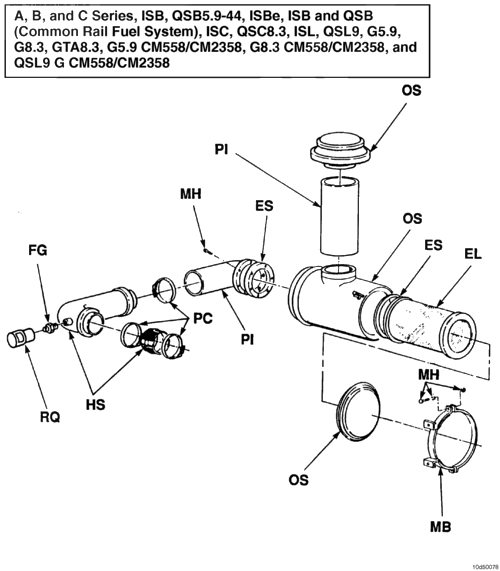 A, B, and C Series, ISB, QSB5.9-44, ISBe, ISB and QSB
(Common Rail Fuel System), ISC, QSC8.3, ISL, QSL9, G5.9,
G8.3, GTA8.3, G5.9 CM558/CM2358, G8.3 CM558/CM2358, and
QSL9 G CM558/CM2358
OS
PI
MH
ES
OS
FG
ES
EL
PC
PI
MH
RQ
HS
OS
MB
10d50078